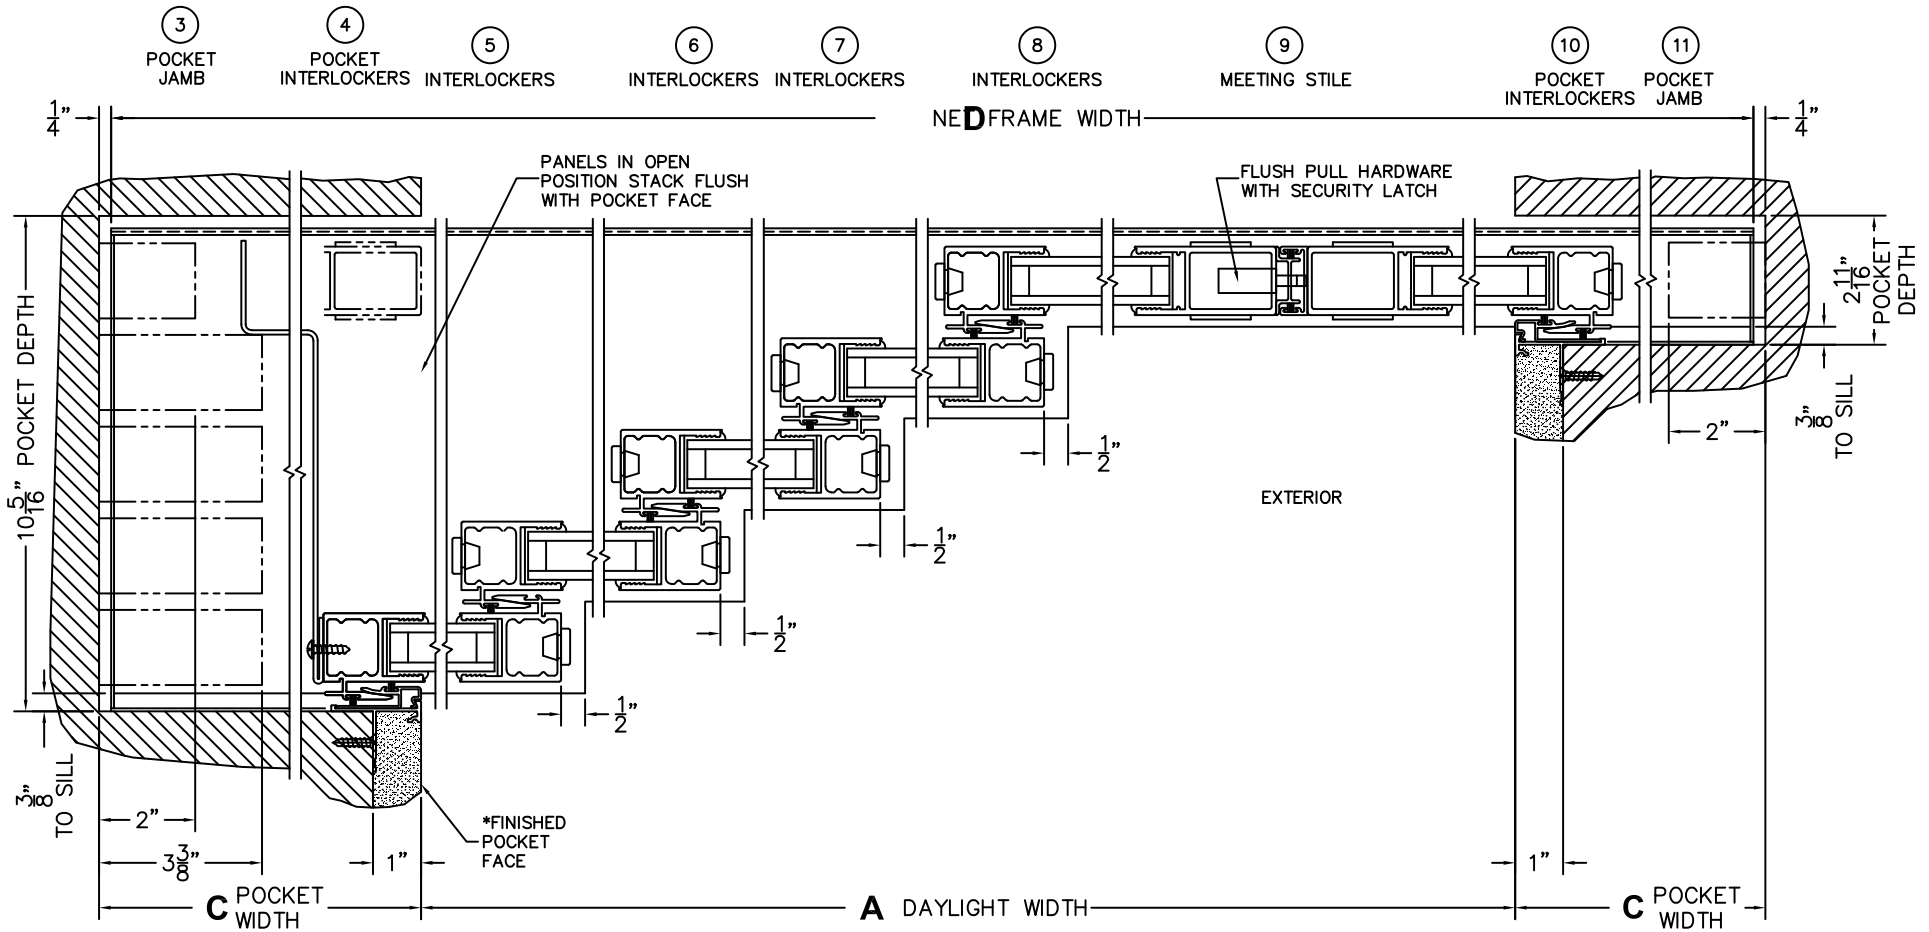 3
POCKET
JAMB
4
POCKET
INTERLOCKERS
5
INTERLOCKERS
6
INTERLOCKERS
7
INTERLOCKERS
8
INTERLOCKERS
9
MEETING STILE
10
POCKET
INTERLOCKERS
11
POCKET
JAMB
1/4"
D FRAME WIDTH
1/4"
PANELS IN OPEN
POSITION STACK FLUSH
WITH POCKET FACE
FLUSH PULL HARDWARE
WITH SECURITY LATCH
10 5/16" POCKET DEPTH
2 11/16"
POCKET
DEPTH
3/8"
TO SILL
2"
1/2"
EXTERIOR
1/2"
1/2"
1/2"
3/8"
TO SILL
2"
3 3/8"
1"
*FINISHED
POCKET
FACE
1"
C POCKET
WIDTH
A DAYLIGHT WIDTH
C POCKET
WIDTH